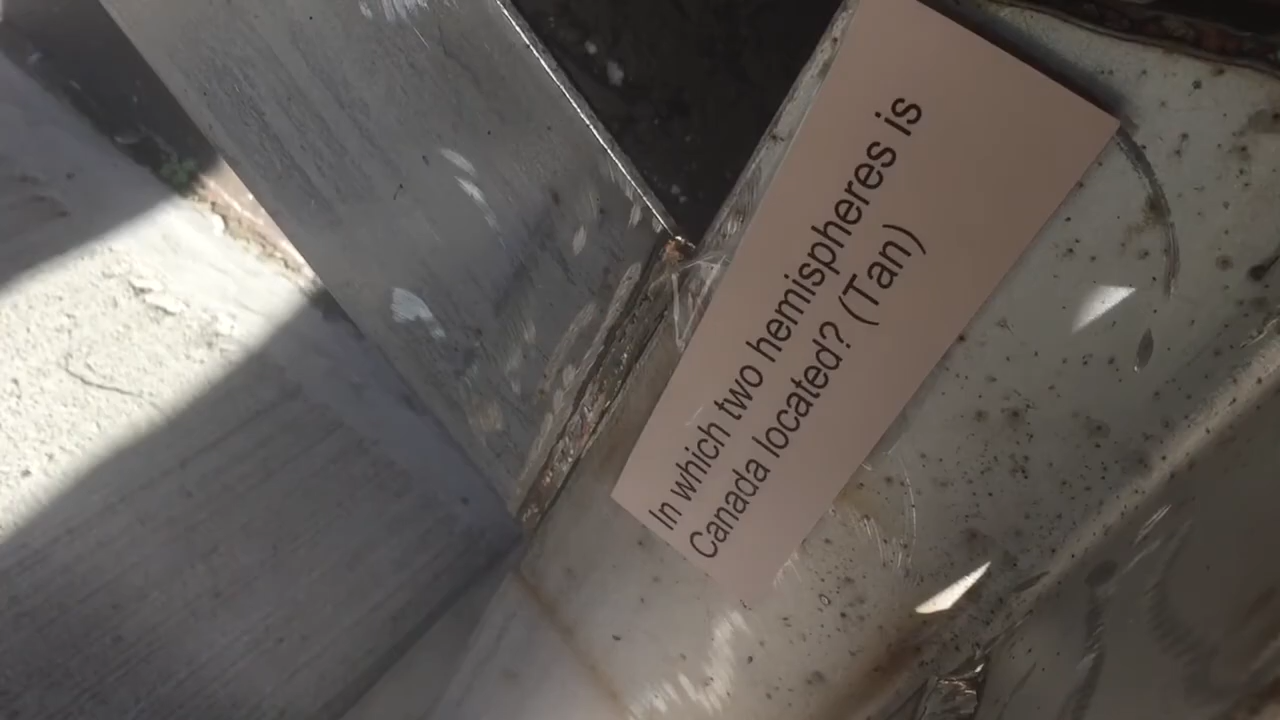 In which two hemispheres is
Canada located? (Tan)